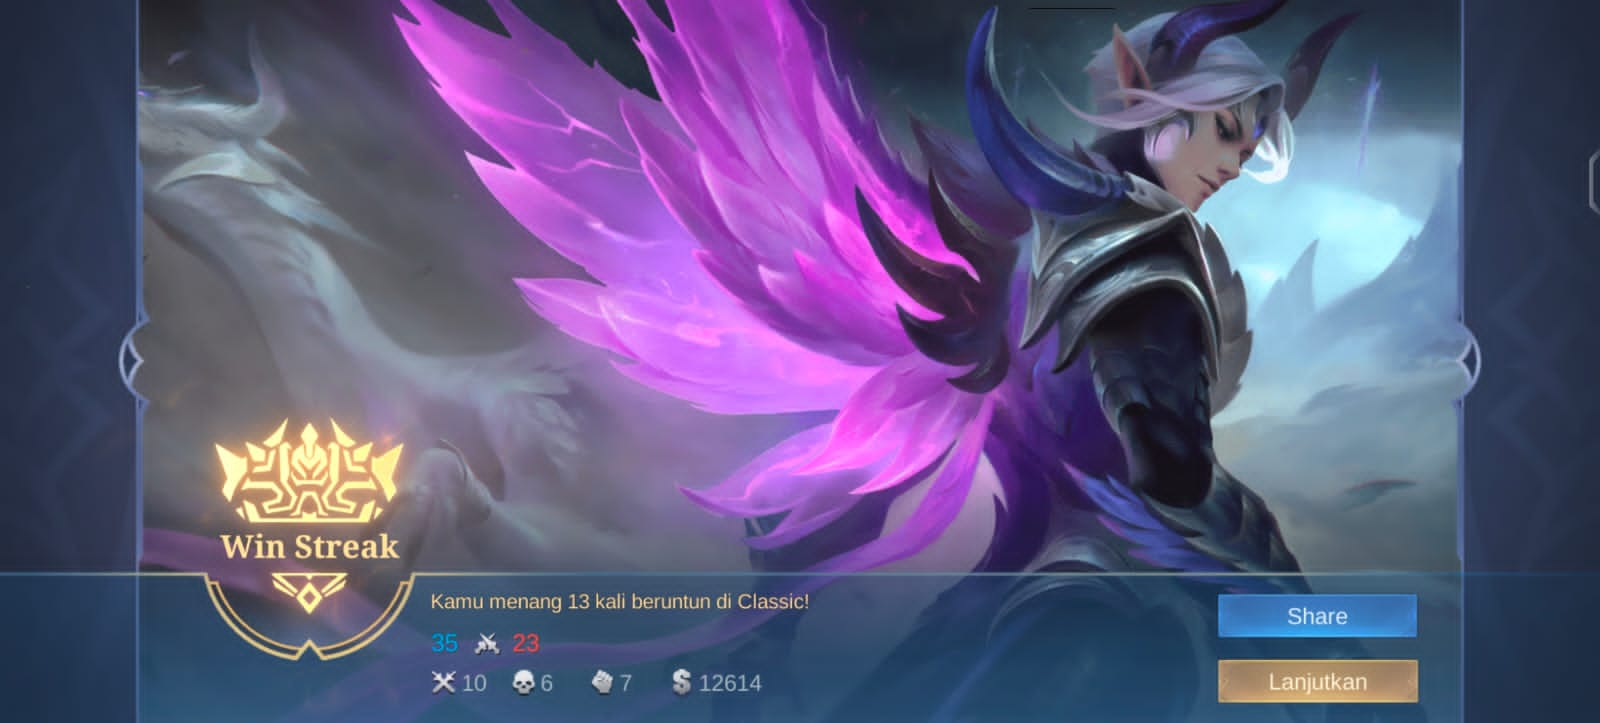 Win Streak
Kamu menang 13 kali beruntun di Classic!
35 23
10 6 7 12614
Share
Lanjutkan